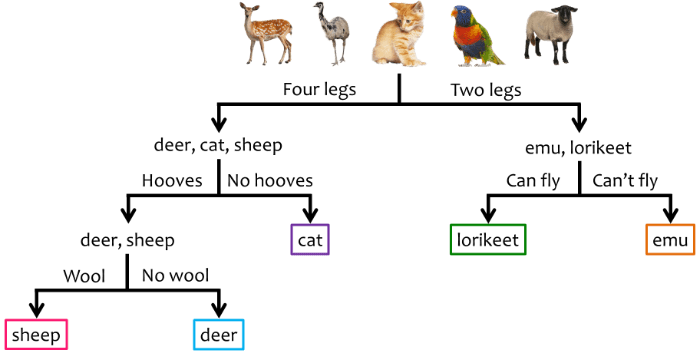 Four legs
Two legs
deer, cat, sheep
emu, lorikeet
Hooves
No hooves
Can fly
Can't fly
deer, sheep
cat
lorikeet
emu
Wool
No wool
sheep
deer